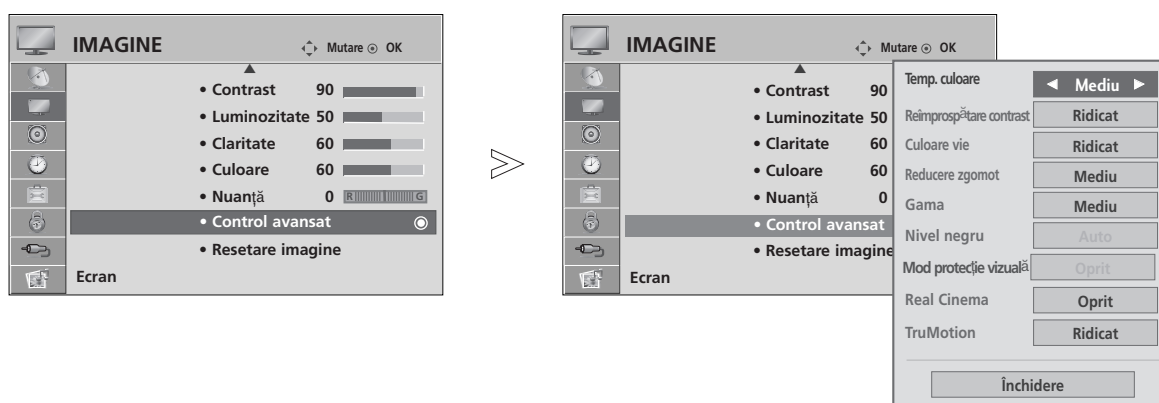 IMAGINE
Mutare OK
• Contrast 90
• Luminozitate 50
• Claritate 60
• Culoare 60
• Nuanță 0 R G
• Control avansat
• Resetare imagine
Ecran
IMAGINE
Mutare OK
• Contrast 90
• Luminozitate 50
• Claritate 60
• Culoare 60
• Nuanță 0
• Control avansat
• Resetare imagine
Ecran
Temp. culoare ◄ Mediu ►
Reîmprospătare contrast Ridicat
Culoare vie Ridicat
Reducere zgomot Mediu
Gama Mediu
Nivel negru Auto
Mod protecţie vizuală Oprit
Real Cinema Oprit
TruMotion Ridicat
Închidere